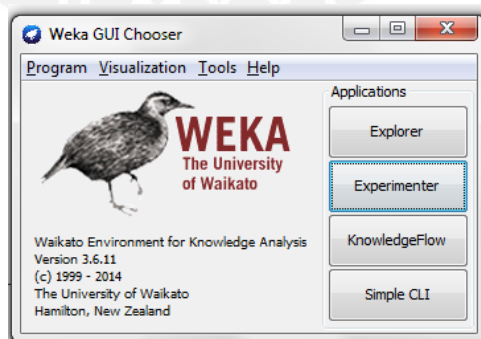 Weka GUI Chooser
Program Visualization Tools Help
WEKA
The University
of Waikato
Waikato Environment for Knowledge Analysis
Version 3.6.11
(c) 1999 - 2014
The University of Waikato
Hamilton, New Zealand
Applications
Explorer
Experimenter
KnowledgeFlow
Simple CLI